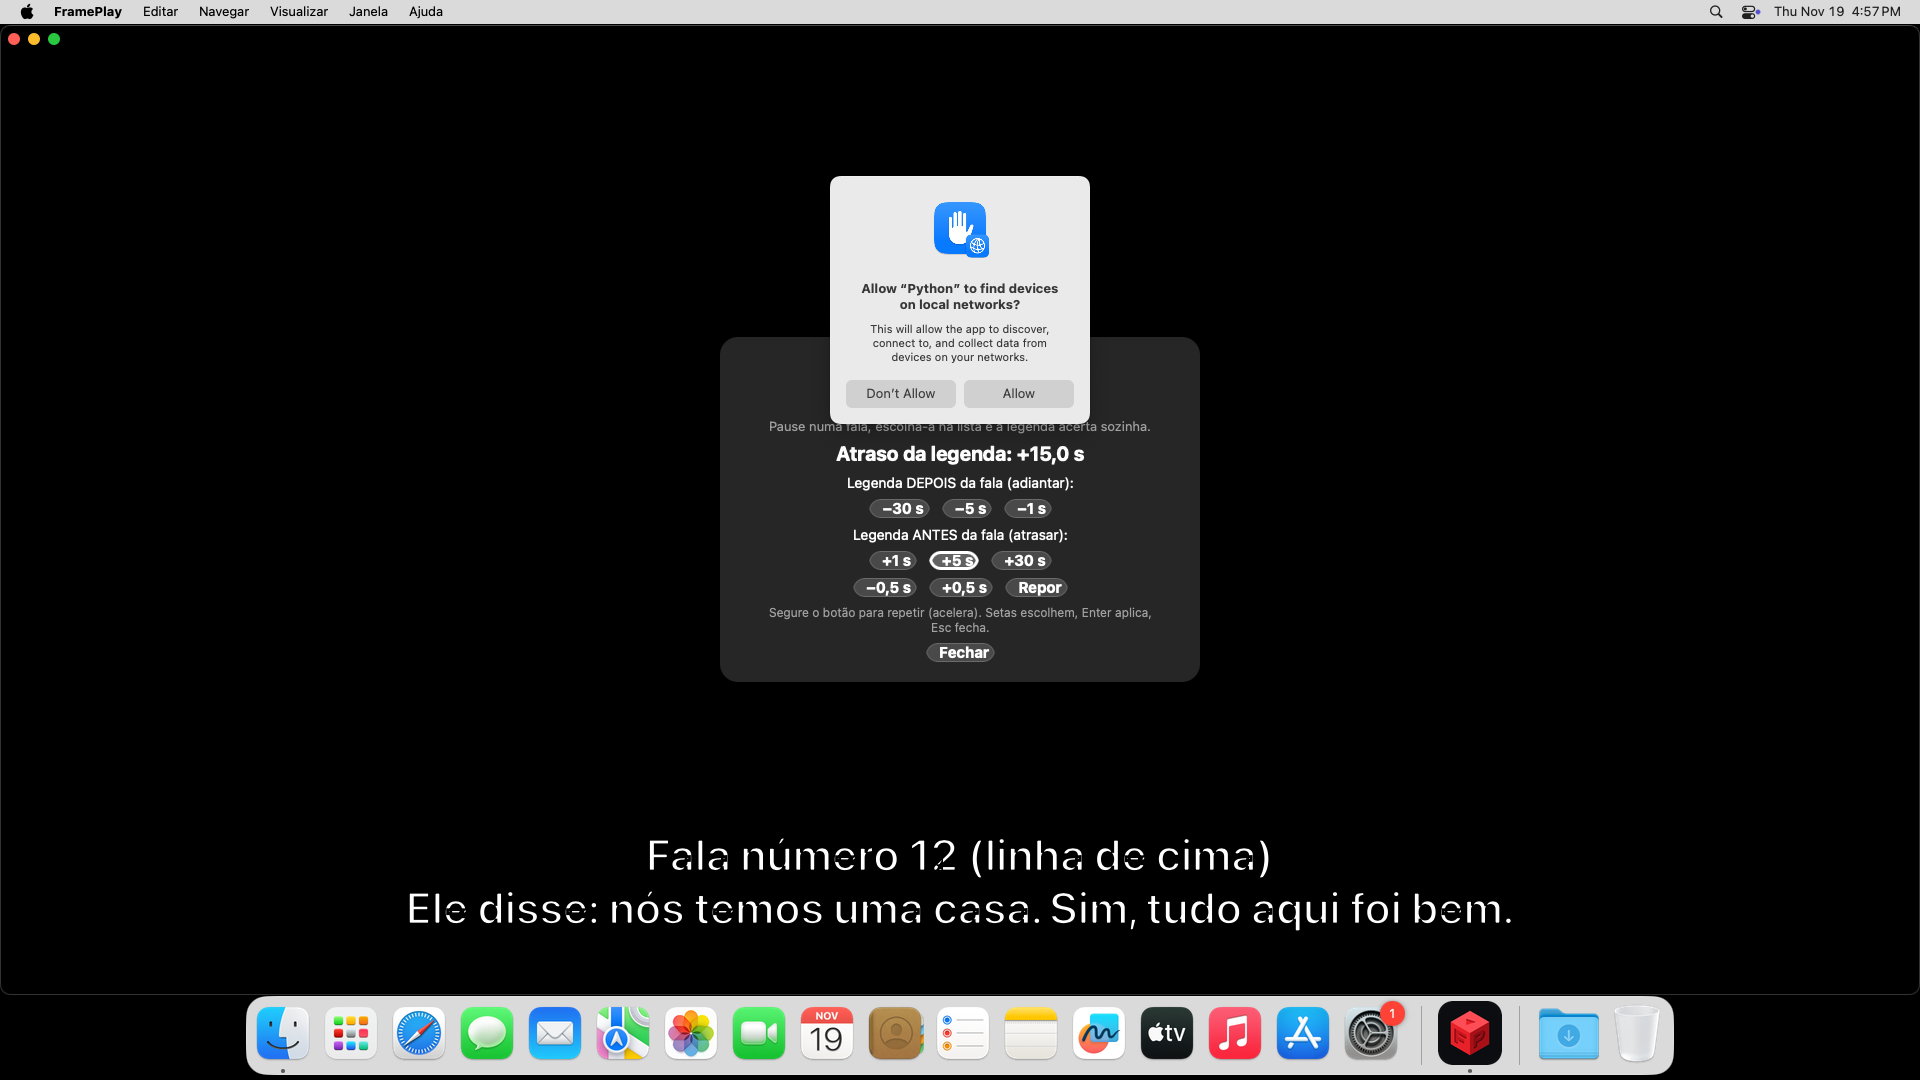 FramePlay Editar Navegar Visualizar Janela Ajuda Thu Nov 19 4:57 PM
Allow “Python” to find devices
on local networks?
This will allow the app to discover,
connect to, and collect data from
devices on your networks.
Don’t Allow Allow
Pause numa fala, escolha-a na lista e a legenda acerta sozinha.
Atraso da legenda: +15,0 s
Legenda DEPOIS da fala (adiantar):
−30 s −5 s −1 s
Legenda ANTES da fala (atrasar):
+1 s +5 s +30 s
−0,5 s +0,5 s Repor
Segure o botão para repetir (acelera). Setas escolhem, Enter aplica,
Esc fecha.
Fechar
Fala número 12 (linha de cima)
Ele disse: nós temos uma casa. Sim, tudo aqui foi bem.
NOV
19
tv
1